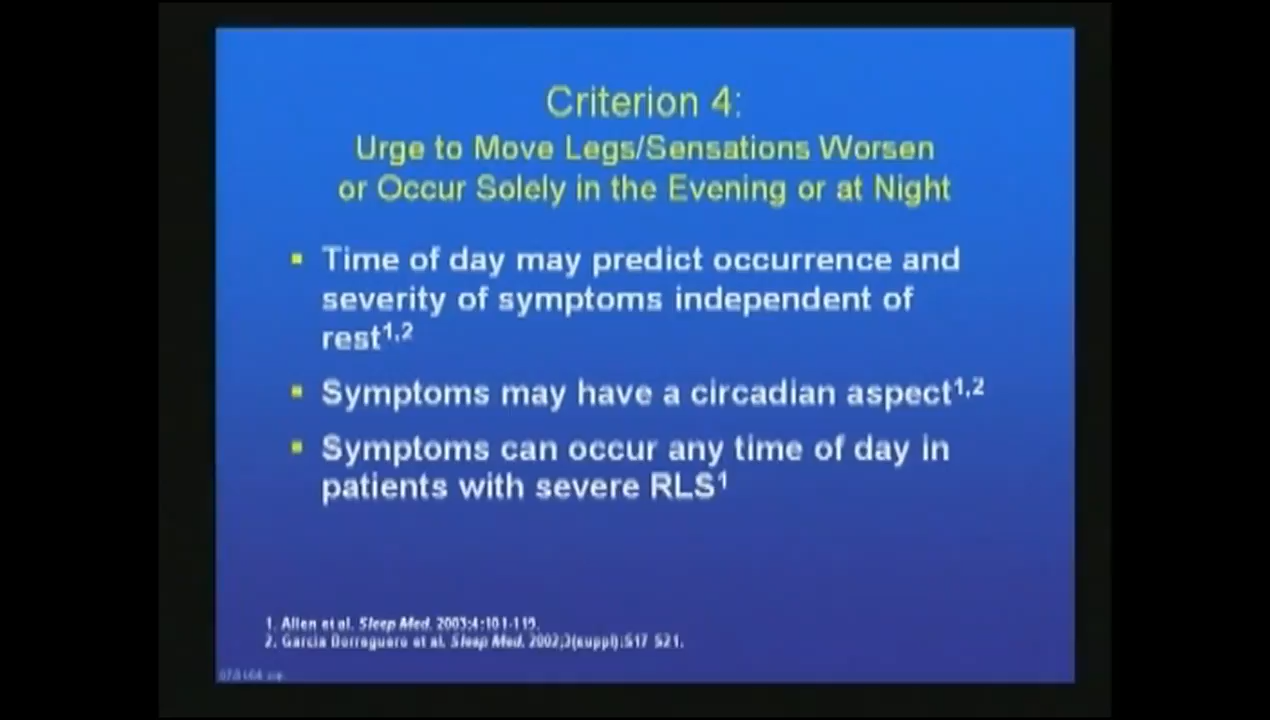 Criterion 4:
Urge to Move Legs/Sensations Worsen
or Occur Solely in the Evening or at Night
▪ Time of day may predict occurrence and
severity of symptoms independent of
rest¹,²
▪ Symptoms may have a circadian aspect¹,²
▪ Symptoms can occur any time of day in
patients with severe RLS¹
1. Allen et al. Sleep Med. 2003;4:101-119.
2. Garcia Borreguero et al. Sleep Med. 2002;3(suppl):S17 S21.